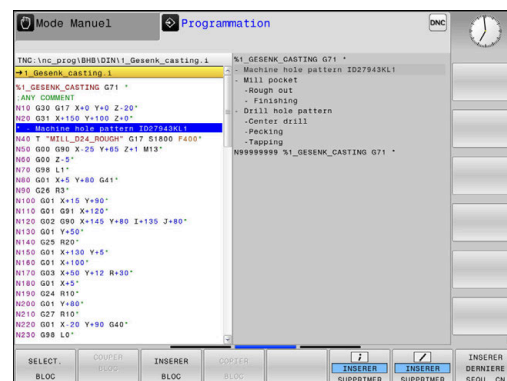 Mode Manuel
Programmation
DNC
TNC:\nc_prog\BHB\DIN\1_Gesenk_casting.i
→1_Gesenk_casting.i
%1_GESENK_CASTING G71 *
;ANY COMMENT
N10 G30 G17 X+0 Y+0 Z-20*
N20 G31 X+150 Y+100 Z+0*
* - Machine hole pattern ID27943KL1
N40 T "MILL_D24_ROUGH" G17 S1800 F400*
N50 G00 G90 X-25 Y+65 Z+1 M13*
N60 G00 Z-5*
N70 G98 L1*
N80 G01 X+5 Y+80 G41*
N90 G26 R3*
N100 G01 X+15 Y+90*
N110 G01 G91 X+120*
N120 G02 G90 X+145 Y+80 I+135 J+80*
N130 G01 Y+50*
N140 G25 R20*
N150 G01 X+130 Y+5*
N160 G01 X+100*
N170 G03 X+50 Y+12 R+30*
N180 G01 X+5*
N190 G24 R10*
N200 G01 Y+80*
N210 G27 R10*
N220 G01 X-20 Y+90 G40*
N230 G98 L0*
%1_GESENK_CASTING G71 *
- Machine hole pattern ID27943KL1
- Mill pocket
-Rough out
- Finishing
- Drill hole pattern
-Center drill
-Pecking
-Tapping
N99999999 %1_GESENK_CASTING G71 *
SELECT.
BLOC
COUPER
BLOC
INSERER
BLOC
COPIER
BLOC
INSERER
SUPPRIMER
INSERER
SUPPRIMER
INSERER
DERNIERE
SEQU. CN